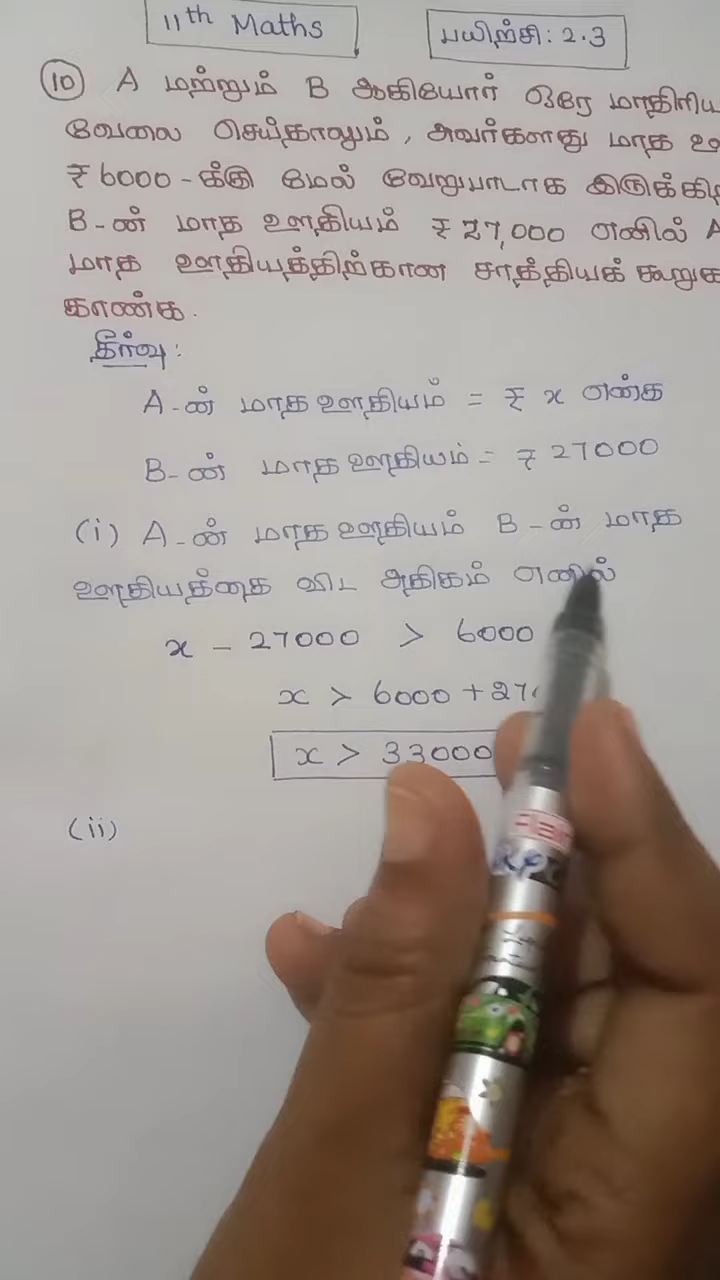 11th Maths
பயிற்சி: 2.3
(10) A மற்றும் B ஆகியோர் ஒரே
வேலை செய்தாலும், அவர்களது மாத
₹6000-க்கு மேல் வேறுபாடாக
B-ன் மாத ஊதியம் ₹27,000 எனில்
மாத ஊதியத்திற்கான சாத்தியக்
காண்க.
தீர்வு:
A-ன் மாத ஊதியம் = ₹ x என்க
B-ன் மாத ஊதியம் = ₹ 27000
(i) A-ன் மாத ஊதியம் B-ன் மாத
ஊதியத்தை விட அதிகம் எனில்
x - 27000 > 6000
x > 6000 +
x > 33000
(ii)